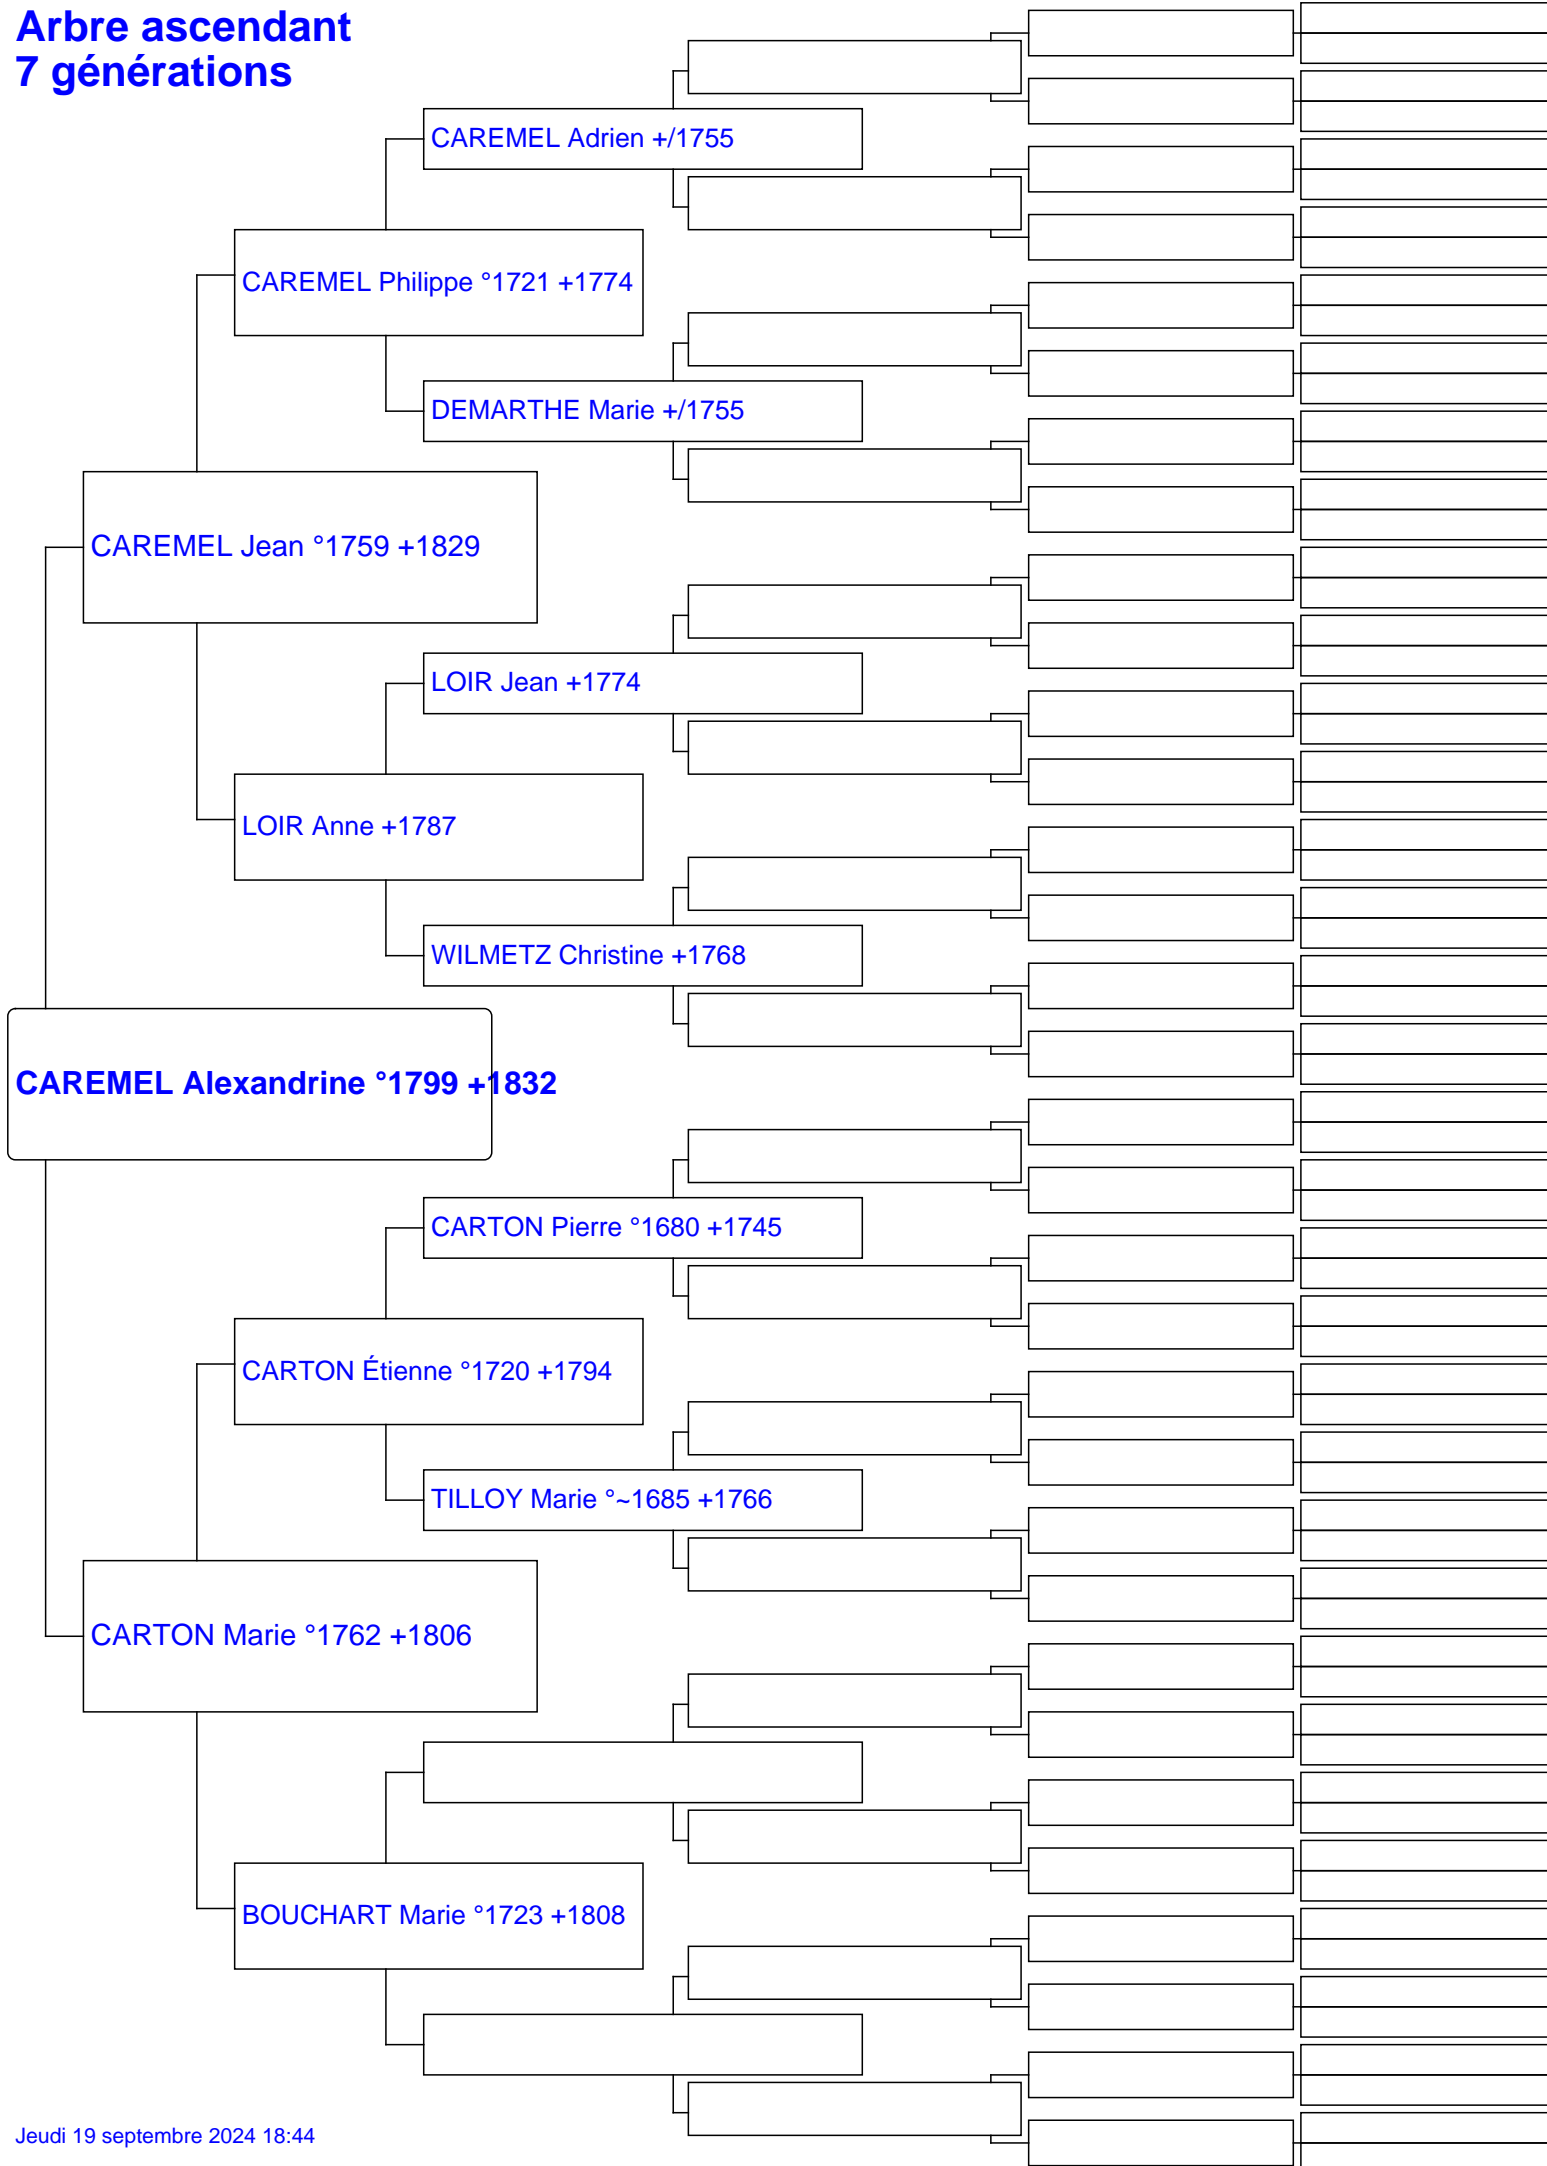 Arbre ascendant
7 générations
CAREMEL Adrien +/1755
CAREMEL Philippe °1721 +1774
DEMARTHE Marie +/1755
CAREMEL Jean °1759 +1829
LOIR Jean +1774
LOIR Anne +1787
WILMETZ Christine +1768
CAREMEL Alexandrine °1799 +1832
CARTON Pierre °1680 +1745
CARTON Étienne °1720 +1794
TILLOY Marie °~1685 +1766
CARTON Marie °1762 +1806
BOUCHART Marie °1723 +1808
Jeudi 19 septembre 2024 18:44